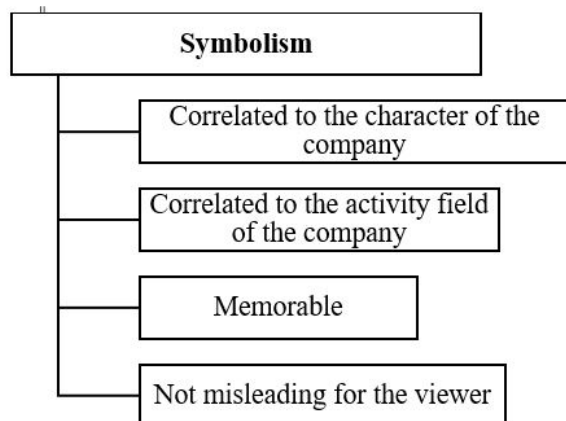 Symbolism
Correlated to the character of the
company
Correlated to the activity field
of the company
Memorable
Not misleading for the viewer